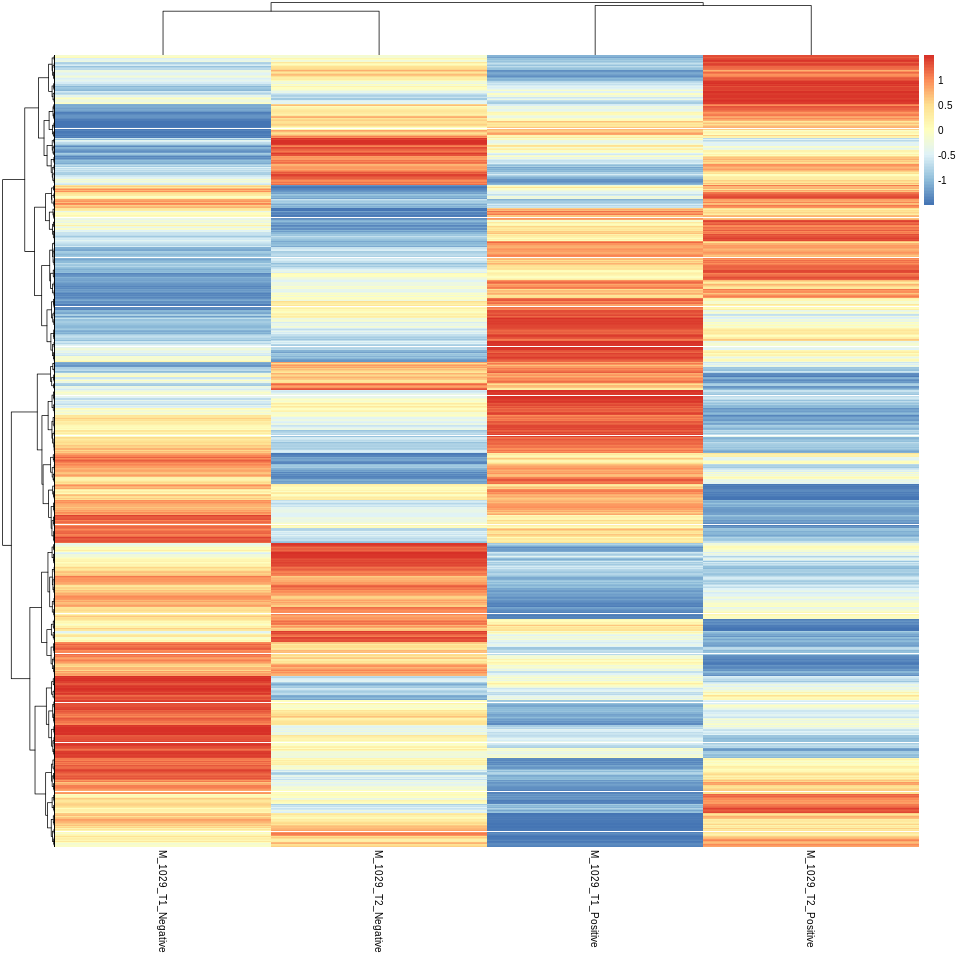 1
0.5
0
-0.5
-1
M_1029_T1_Negative
M_1029_T2_Negative
M_1029_T1_Positive
M_1029_T2_Positive